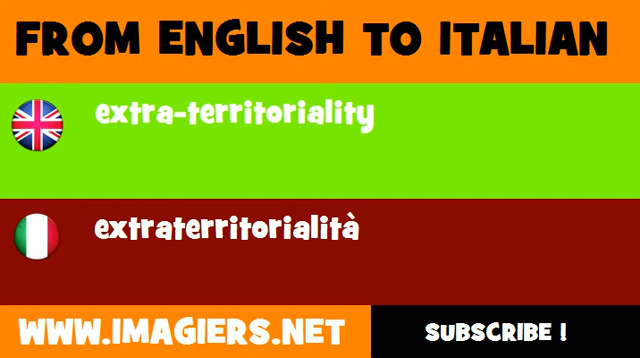 FROM ENGLISH TO ITALIAN
extra-territoriality
extraterritorialità
WWW.IMAGIERS.NET
SUBSCRIBE !